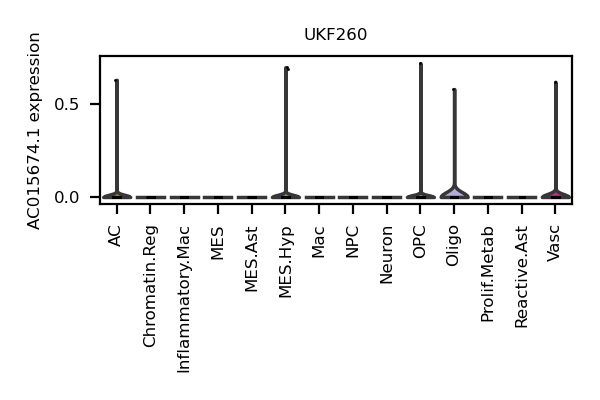 UKF260
AC015674.1 expression
0.5
0.0
AC
Chromatin.Reg
Inflammatory.Mac
MES
MES.Ast
MES.Hyp
Mac
NPC
Neuron
OPC
Oligo
Prolif.Metab
Reactive.Ast
Vasc